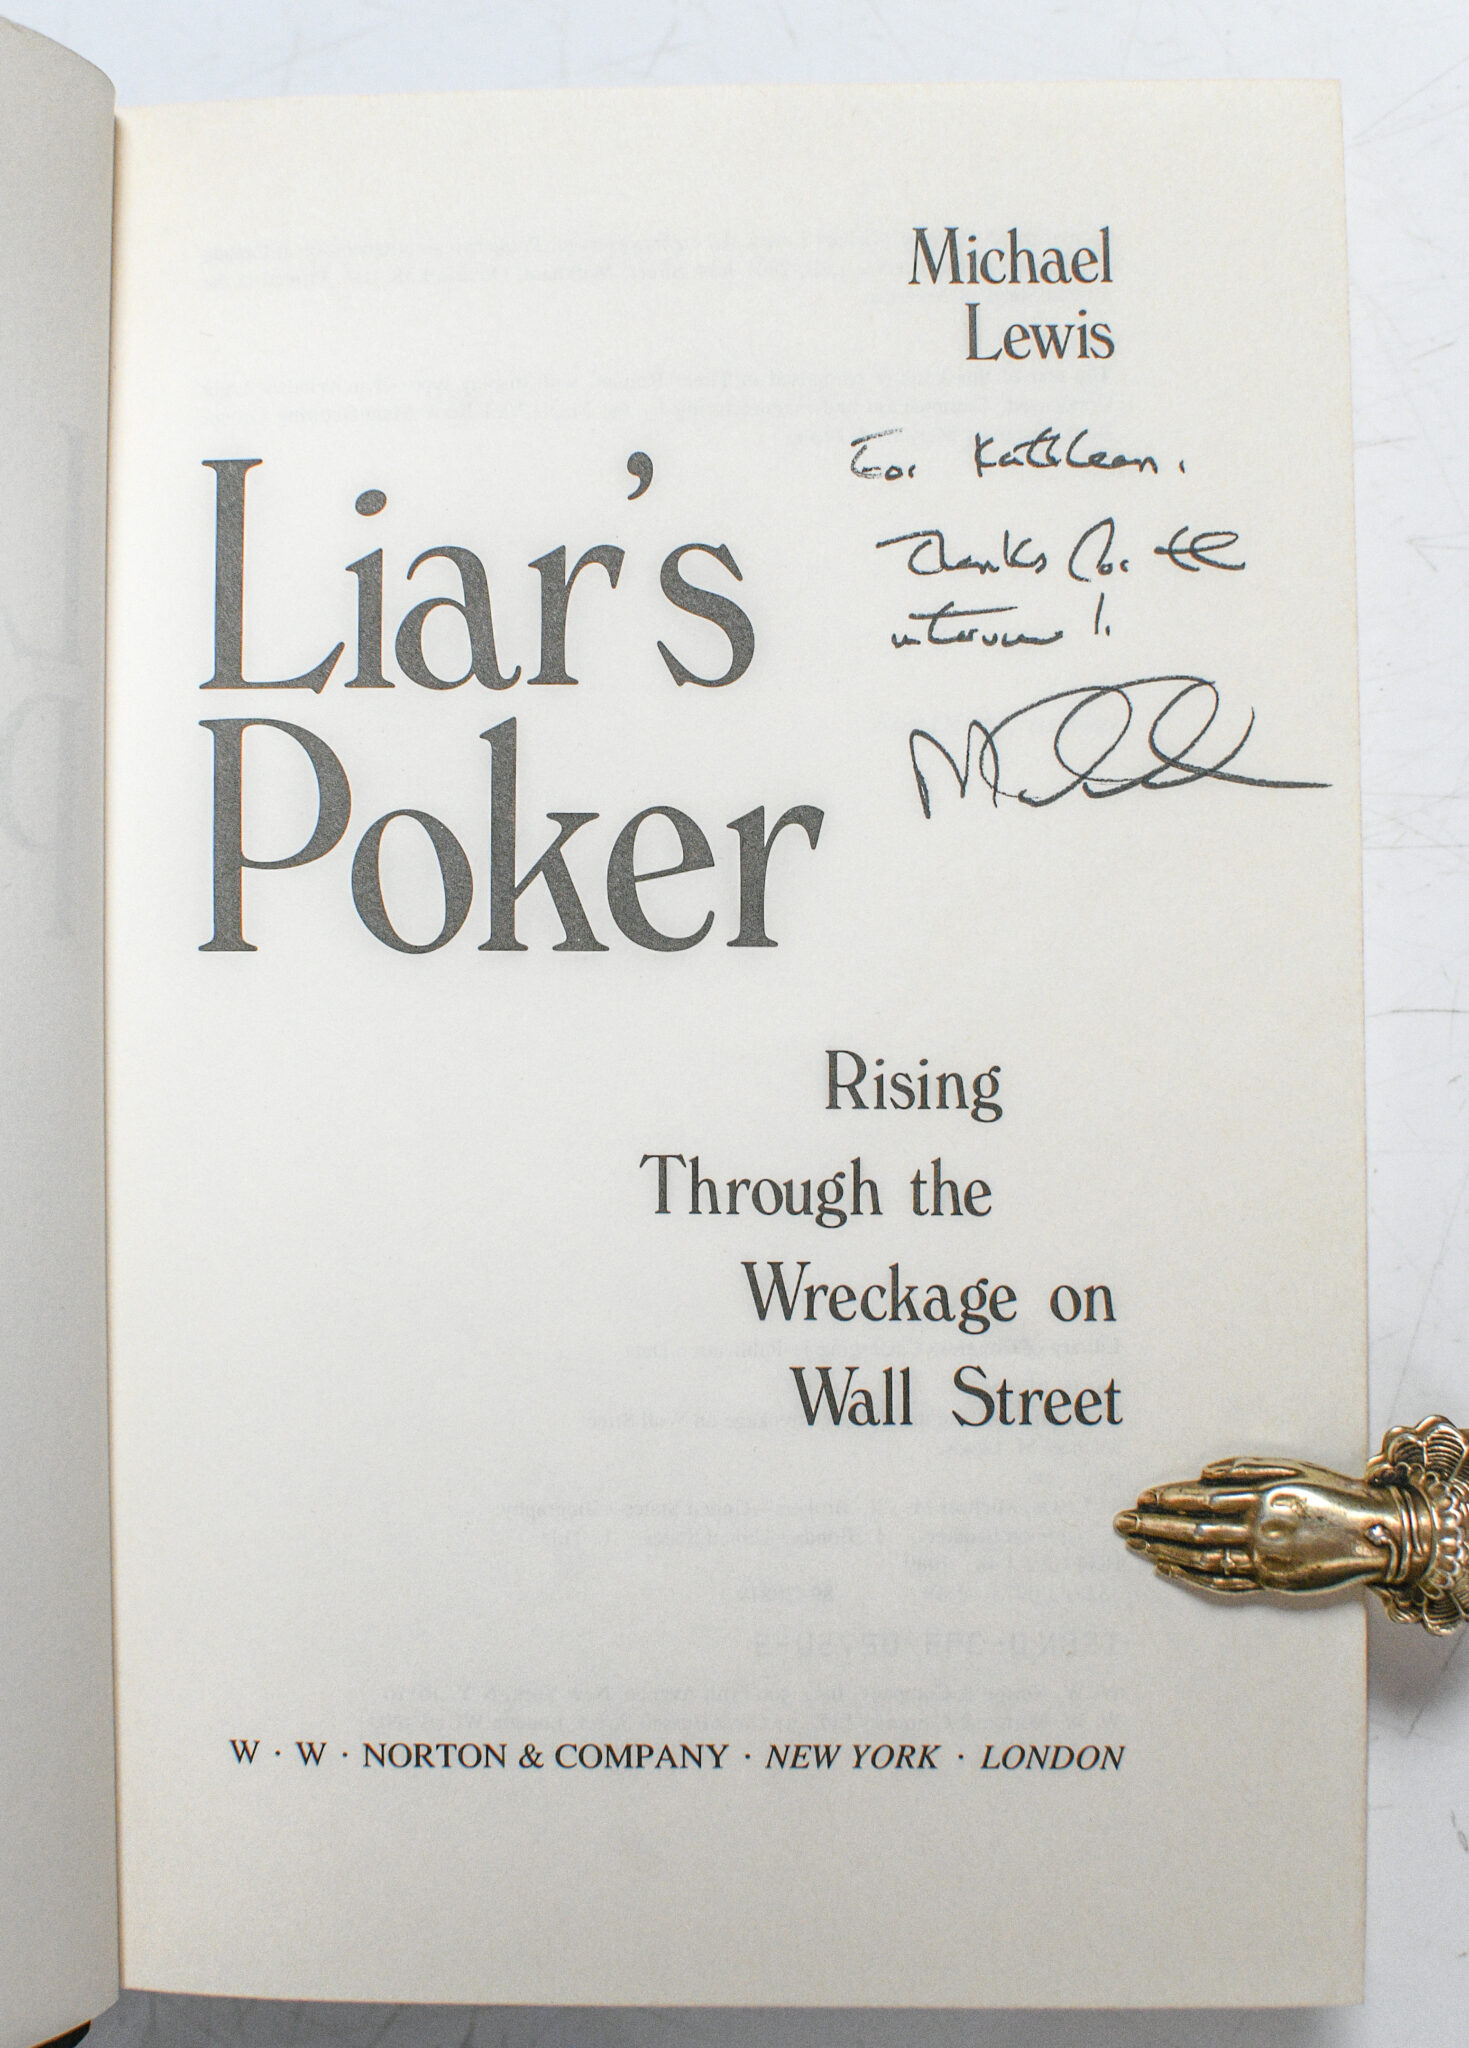 Michael
Lewis
For Kathleen.
Thanks for the
interview!
Liar's
Poker
Rising
Through the
Wreckage on
Wall Street
W · W · NORTON & COMPANY · NEW YORK · LONDON